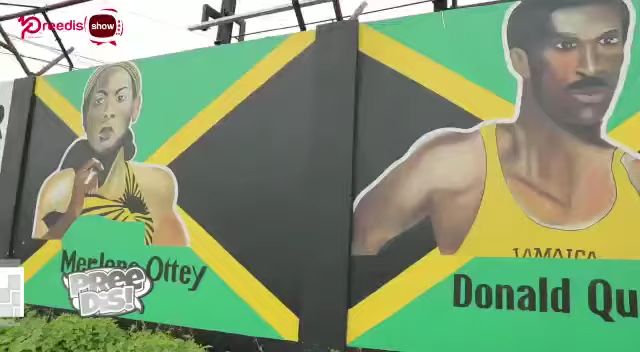 Preedis show
JAMAICA
Merlene Ottey
PREE DIS!
Donald Qu